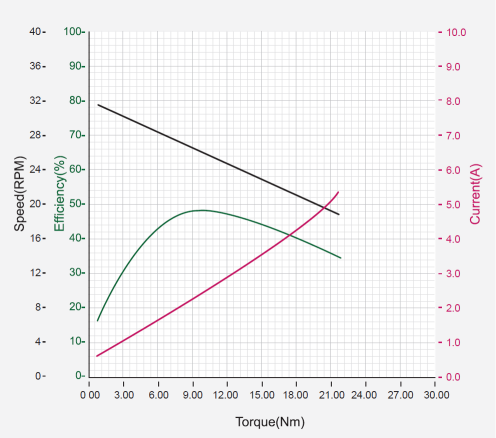 40- 100- - 10.0
36- 90- - 9.0
32- 80- - 8.0
28- 70- - 7.0
24- 60- - 6.0
Speed(RPM)
Efficiency(%)
Current(A)
20- 50- - 5.0
16- 40- - 4.0
12- 30- - 3.0
8- 20- - 2.0
4- 10- - 1.0
0- 0- - 0.0
0 00 3.00 6.00 9.00 12.00 15.00 18.00 21.00 24.00 27.00 30.00
Torque(Nm)